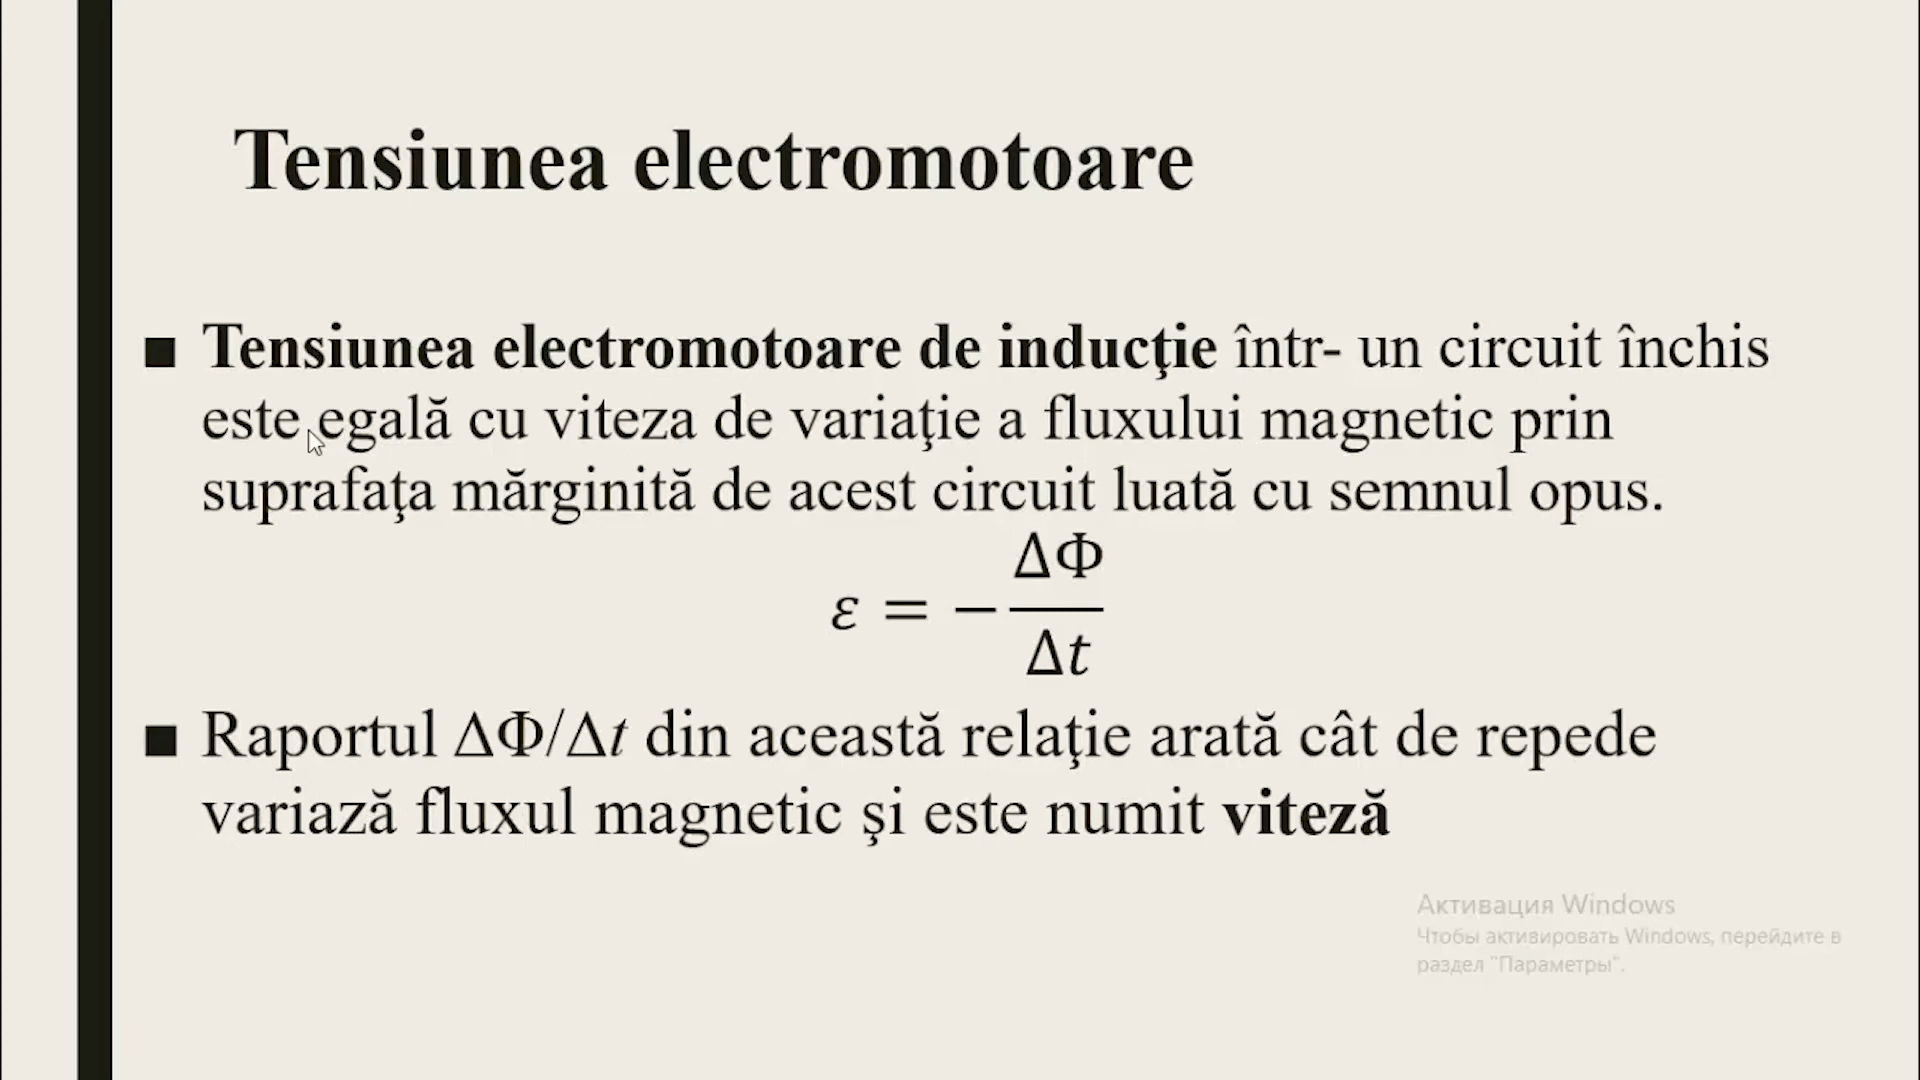 Tensiunea electromotoare
■ Tensiunea electromotoare de inducţie într- un circuit închis
este egală cu viteza de variaţie a fluxului magnetic prin
suprafaţa mărginită de acest circuit luată cu semnul opus.
ε = −ΔΦ/Δt
■ Raportul ΔΦ/Δt din această relaţie arată cât de repede
variază fluxul magnetic şi este numit viteză
Активация Windows
Чтобы активировать Windows, перейдите в
раздел "Параметры".